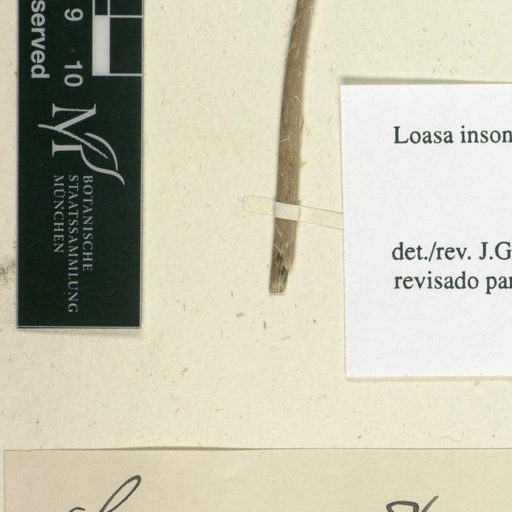 served
9 10
M
BOTANISCHE
STAATSSAMMLUNG
MÜNCHEN
Loasa inson
det./rev. J.G
revisado par